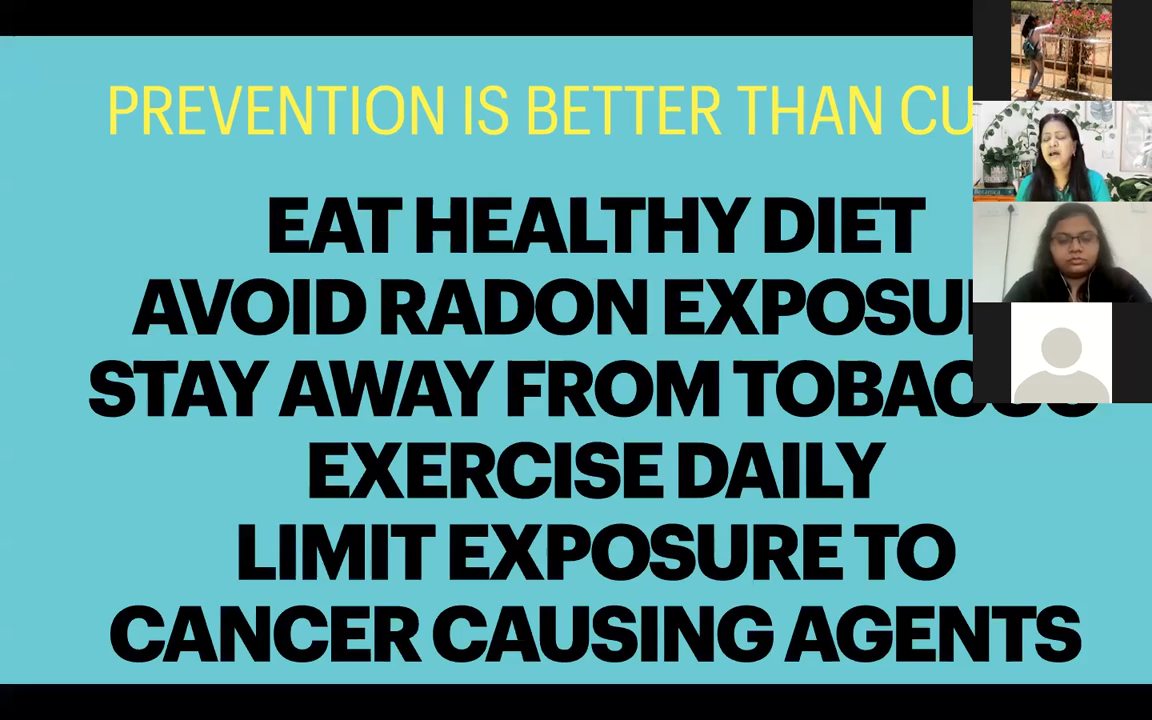 PREVENTION IS BETTER THAN
EAT HEALTHY DIET
AVOID RADON
STAY AWAY FROM
EXERCISE DAILY
LIMIT EXPOSURE TO
CANCER CAUSING AGENTS